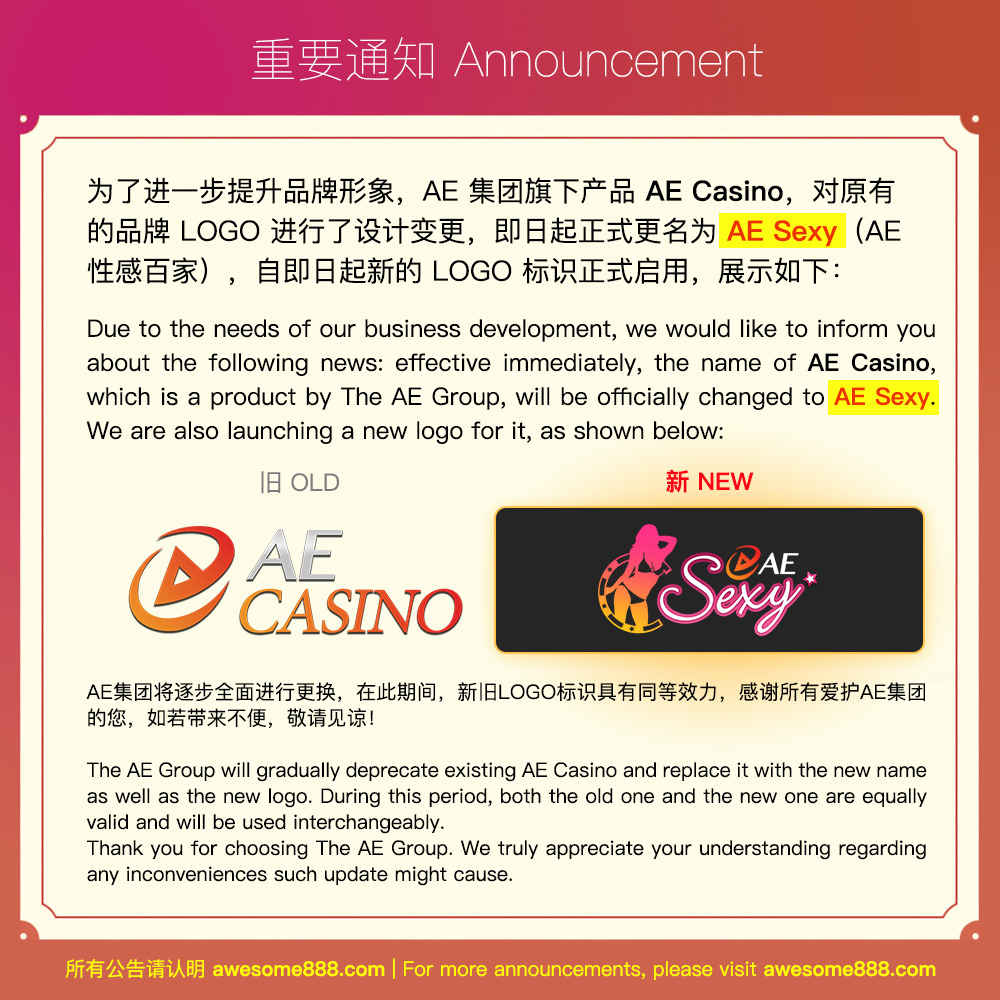 重要通知 Announcement
为了进一步提升品牌形象，AE 集团旗下产品 AE Casino，对原有
的品牌 LOGO 进行了设计变更，即日起正式更名为 AE Sexy（AE
性感百家），自即日起新的 LOGO 标识正式启用，展示如下：
Due to the needs of our business development, we would like to inform you
about the following news: effective immediately, the name of AE Casino,
which is a product by The AE Group, will be officially changed to AE Sexy.
We are also launching a new logo for it, as shown below:
旧 OLD
新 NEW
AE
CASINO
AE
Sexy
AE集团将逐步全面进行更换，在此期间，新旧LOGO标识具有同等效力，感谢所有爱护AE集团
的您，如若带来不便，敬请见谅！
The AE Group will gradually deprecate existing AE Casino and replace it with the new name
as well as the new logo. During this period, both the old one and the new one are equally
valid and will be used interchangeably.
Thank you for choosing The AE Group. We truly appreciate your understanding regarding
any inconveniences such update might cause.
所有公告请认明 awesome888.com | For more announcements, please visit awesome888.com